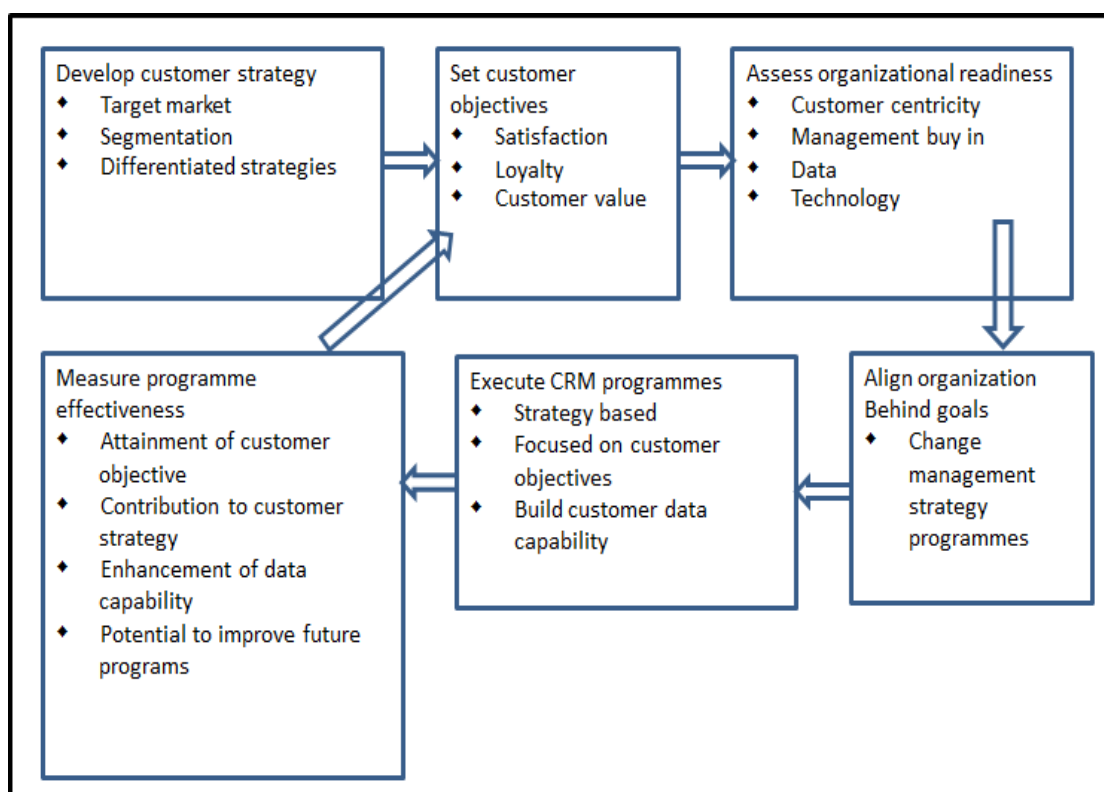 Develop customer strategy
◆ Target market
◆ Segmentation
◆ Differentiated strategies
Set customer
objectives
◆ Satisfaction
◆ Loyalty
◆ Customer value
Assess organizational readiness
◆ Customer centricity
◆ Management buy in
◆ Data
◆ Technology
Align organization
Behind goals
◆ Change
management
strategy
programmes
Execute CRM programmes
◆ Strategy based
◆ Focused on customer
objectives
◆ Build customer data
capability
Measure programme
effectiveness
◆ Attainment of customer
objective
◆ Contribution to customer
strategy
◆ Enhancement of data
capability
◆ Potential to improve future
programs